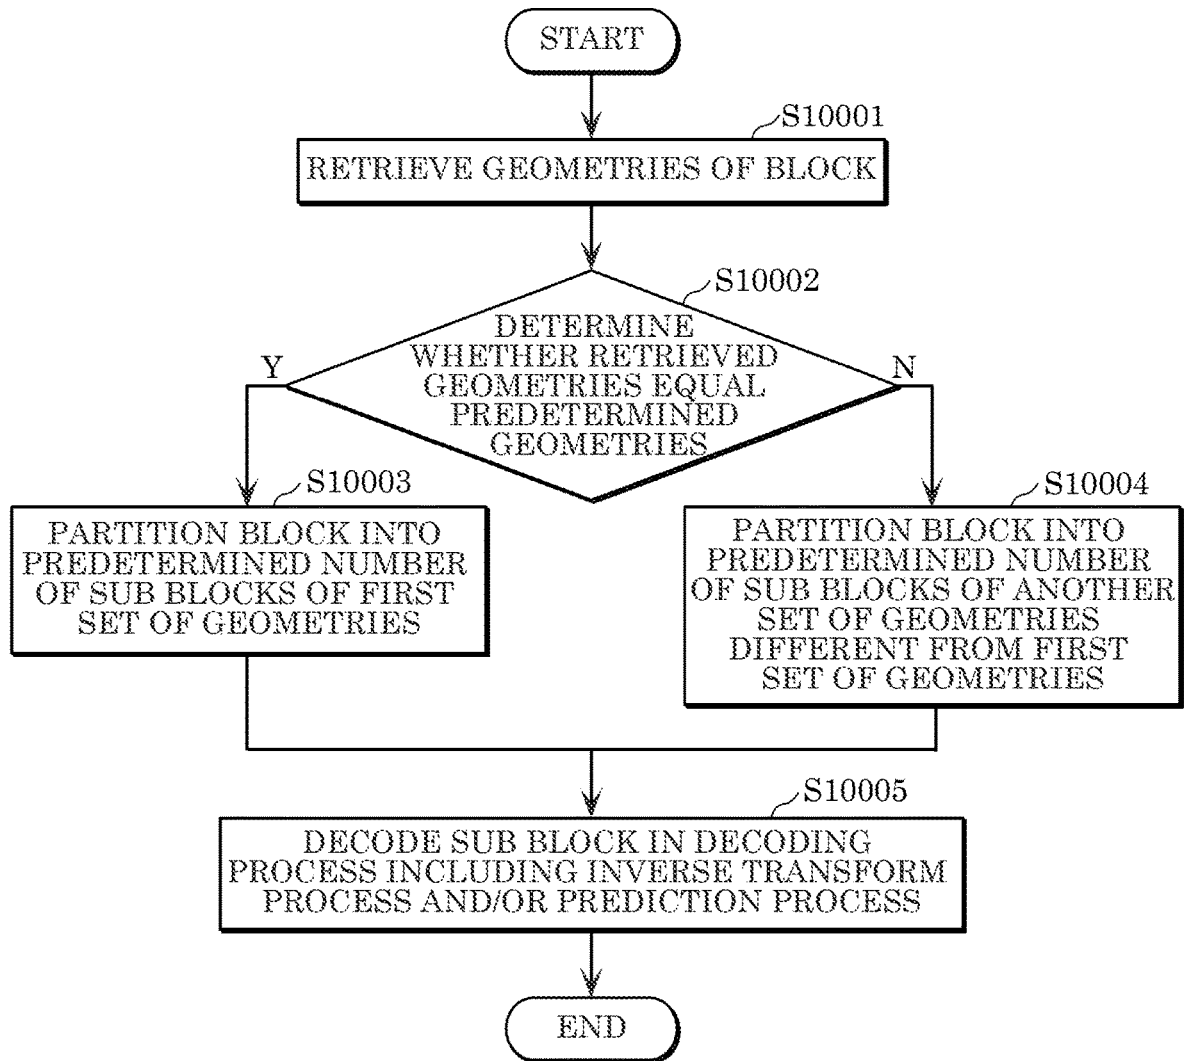 START
S10001
RETRIEVE GEOMETRIES OF BLOCK
S10002
DETERMINE
WHETHER RETRIEVED
GEOMETRIES EQUAL
PREDETERMINED
GEOMETRIES
Y
N
S10003
PARTITION BLOCK INTO
PREDETERMINED NUMBER
OF SUB BLOCKS OF FIRST
SET OF GEOMETRIES
S10004
PARTITION BLOCK INTO
PREDETERMINED NUMBER
OF SUB BLOCKS OF ANOTHER
SET OF GEOMETRIES
DIFFERENT FROM FIRST
SET OF GEOMETRIES
S10005
DECODE SUB BLOCK IN DECODING
PROCESS INCLUDING INVERSE TRANSFORM
PROCESS AND/OR PREDICTION PROCESS
END